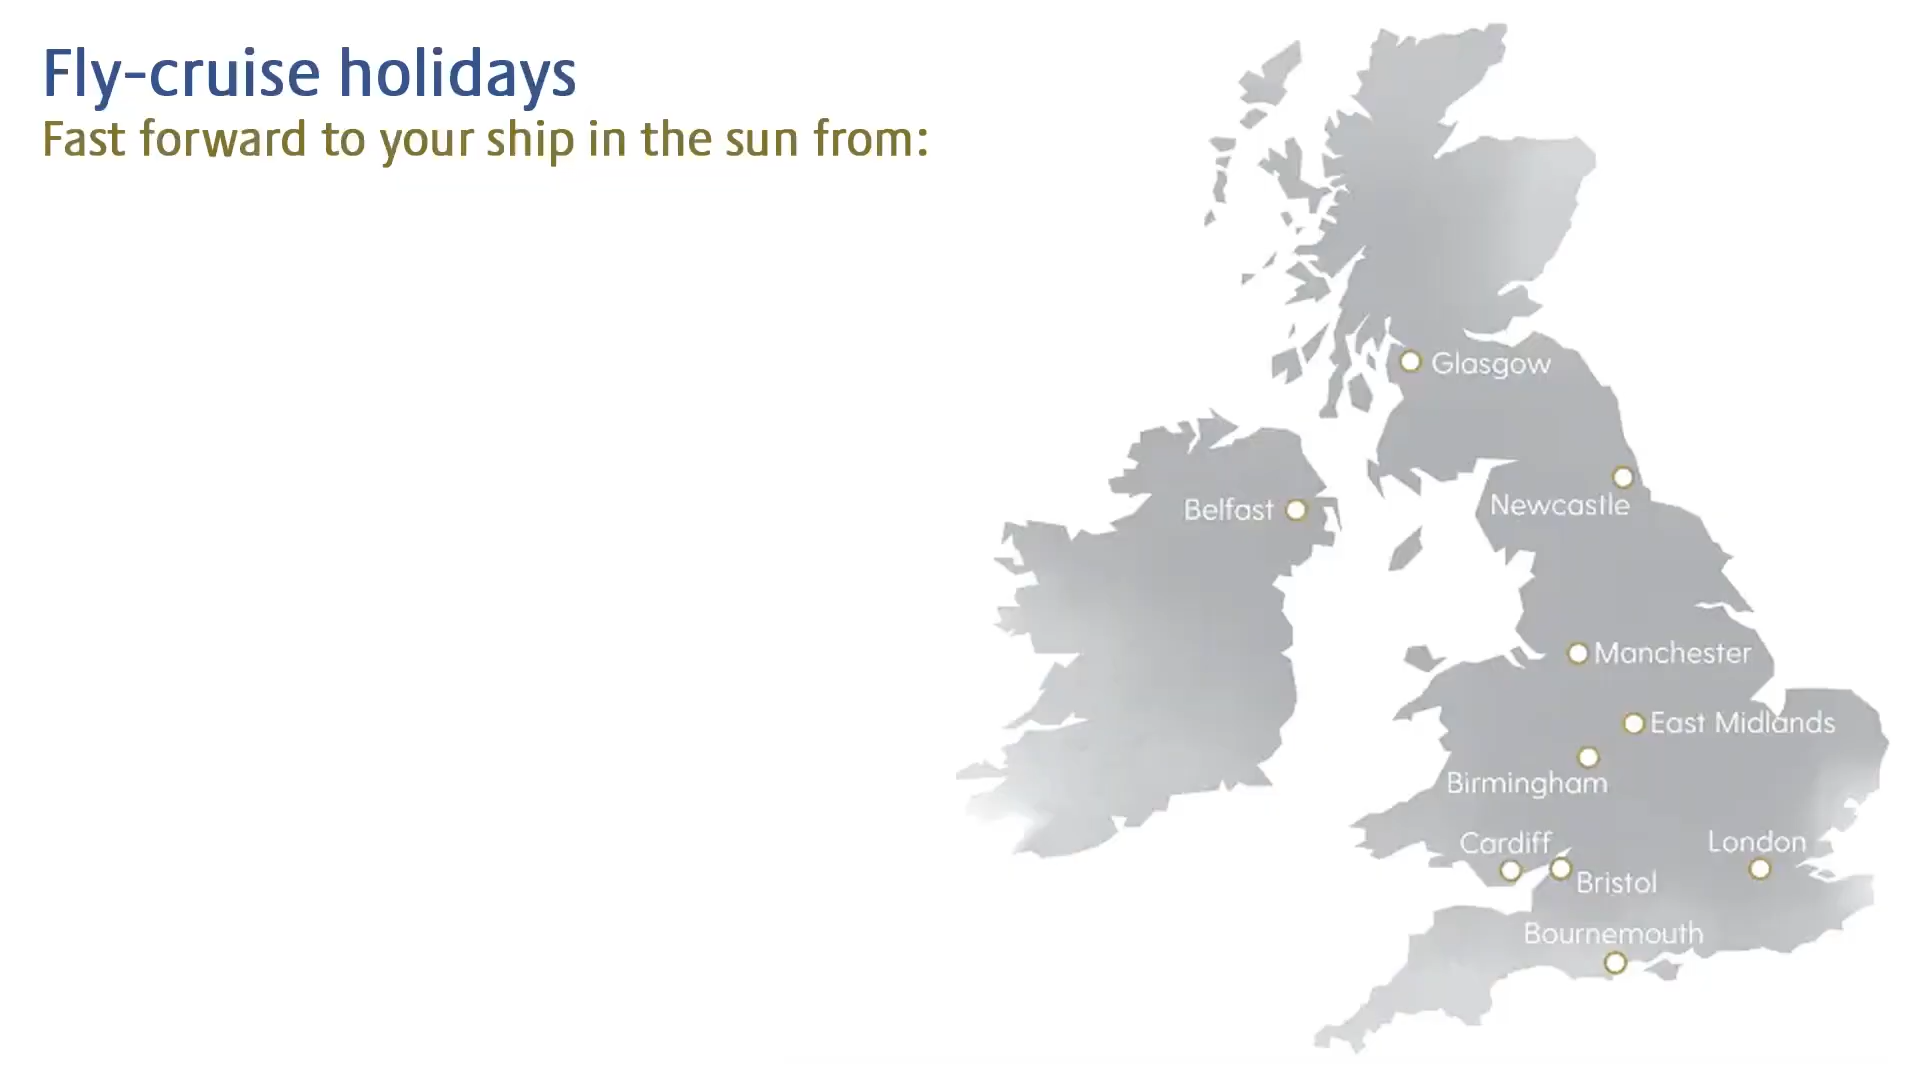 Fly-cruise holidays
Fast forward to your ship in the sun from:
Glasgow
Newcastle
Belfast
Manchester
East Midlands
Birmingham
Cardiff
London
Bristol
Bournemouth